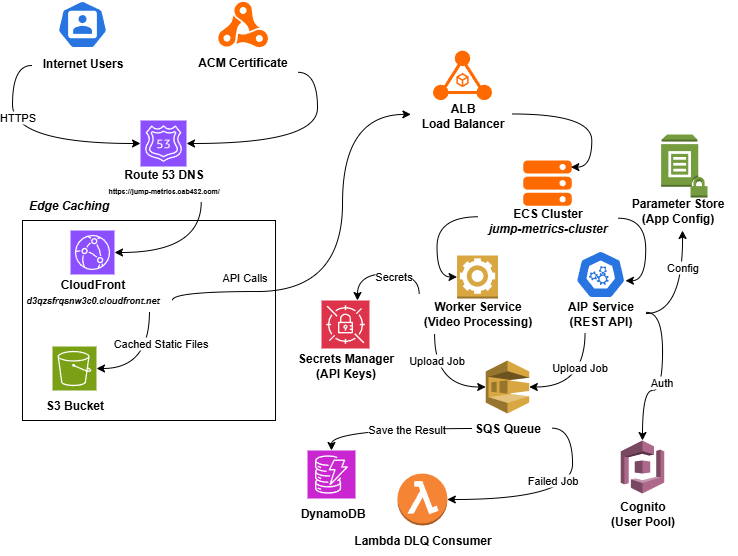 Internet Users
ACM Certificate
HTTPS
53
Route 53 DNS
https://jump-metrics.cab432.com/
ALB
Load Balancer
Edge Caching
CloudFront
d3qzsfrqsnw3c0.cloudfront.net
API Calls
Cached Static Files
S3 Bucket
ECS Cluster
jump-metrics-cluster
Parameter Store
(App Config)
Config
Secrets
Worker Service
(Video Processing)
AIP Service
(REST API)
Secrets Manager
(API Keys)
Upload Job
Upload Job
Auth
SQS Queue
Save the Result
Failed Job
DynamoDB
Lambda DLQ Consumer
Cognito
(User Pool)